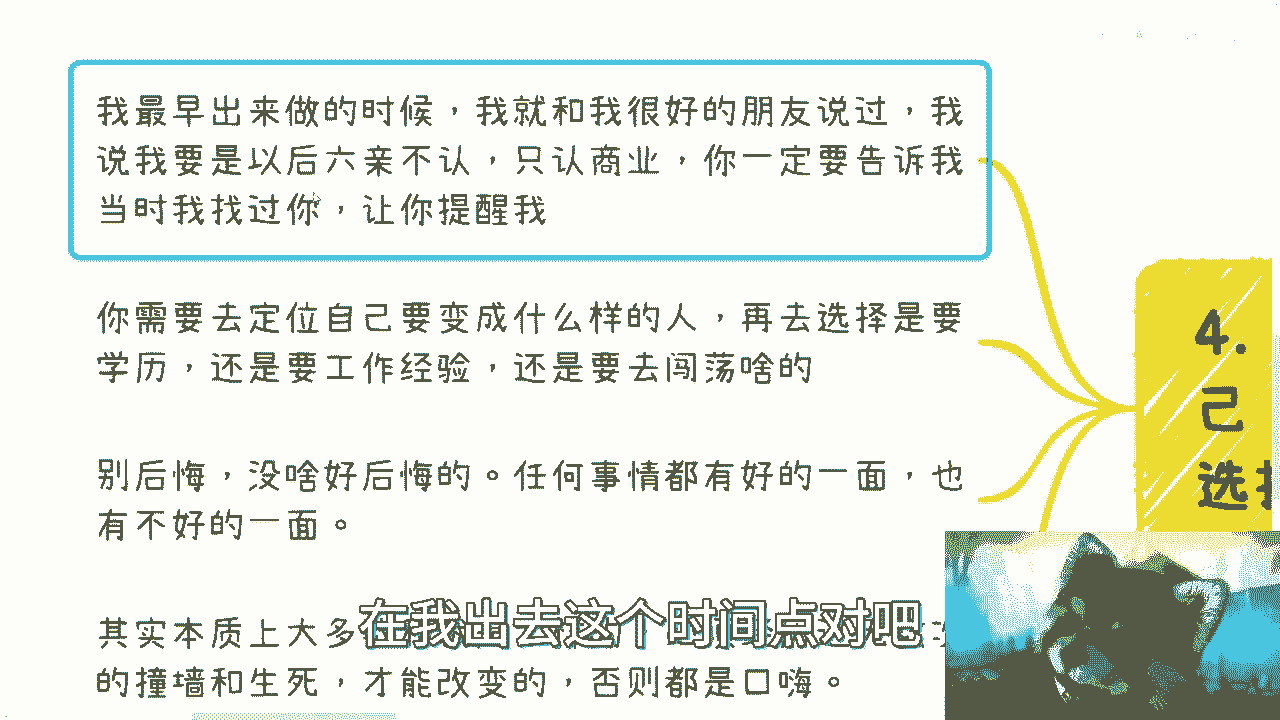 我最早出来做的时候，我就和我很好的朋友说过，我
说我要是以后六亲不认，只认商业，你一定要告诉我
当时我找过你，让你提醒我
你需要去定位自己要变成什么样的人，再去选择是要
学历，还是要工作经验，还是要去闯荡啥的
别后悔，没啥好后悔的。任何事情都有好的一面，也
有不好的一面。
其实本质上大多
的撞墙和生死，才能改变的，否则都是口嗨。
4.
己
选
在我出去这个时间点对吧